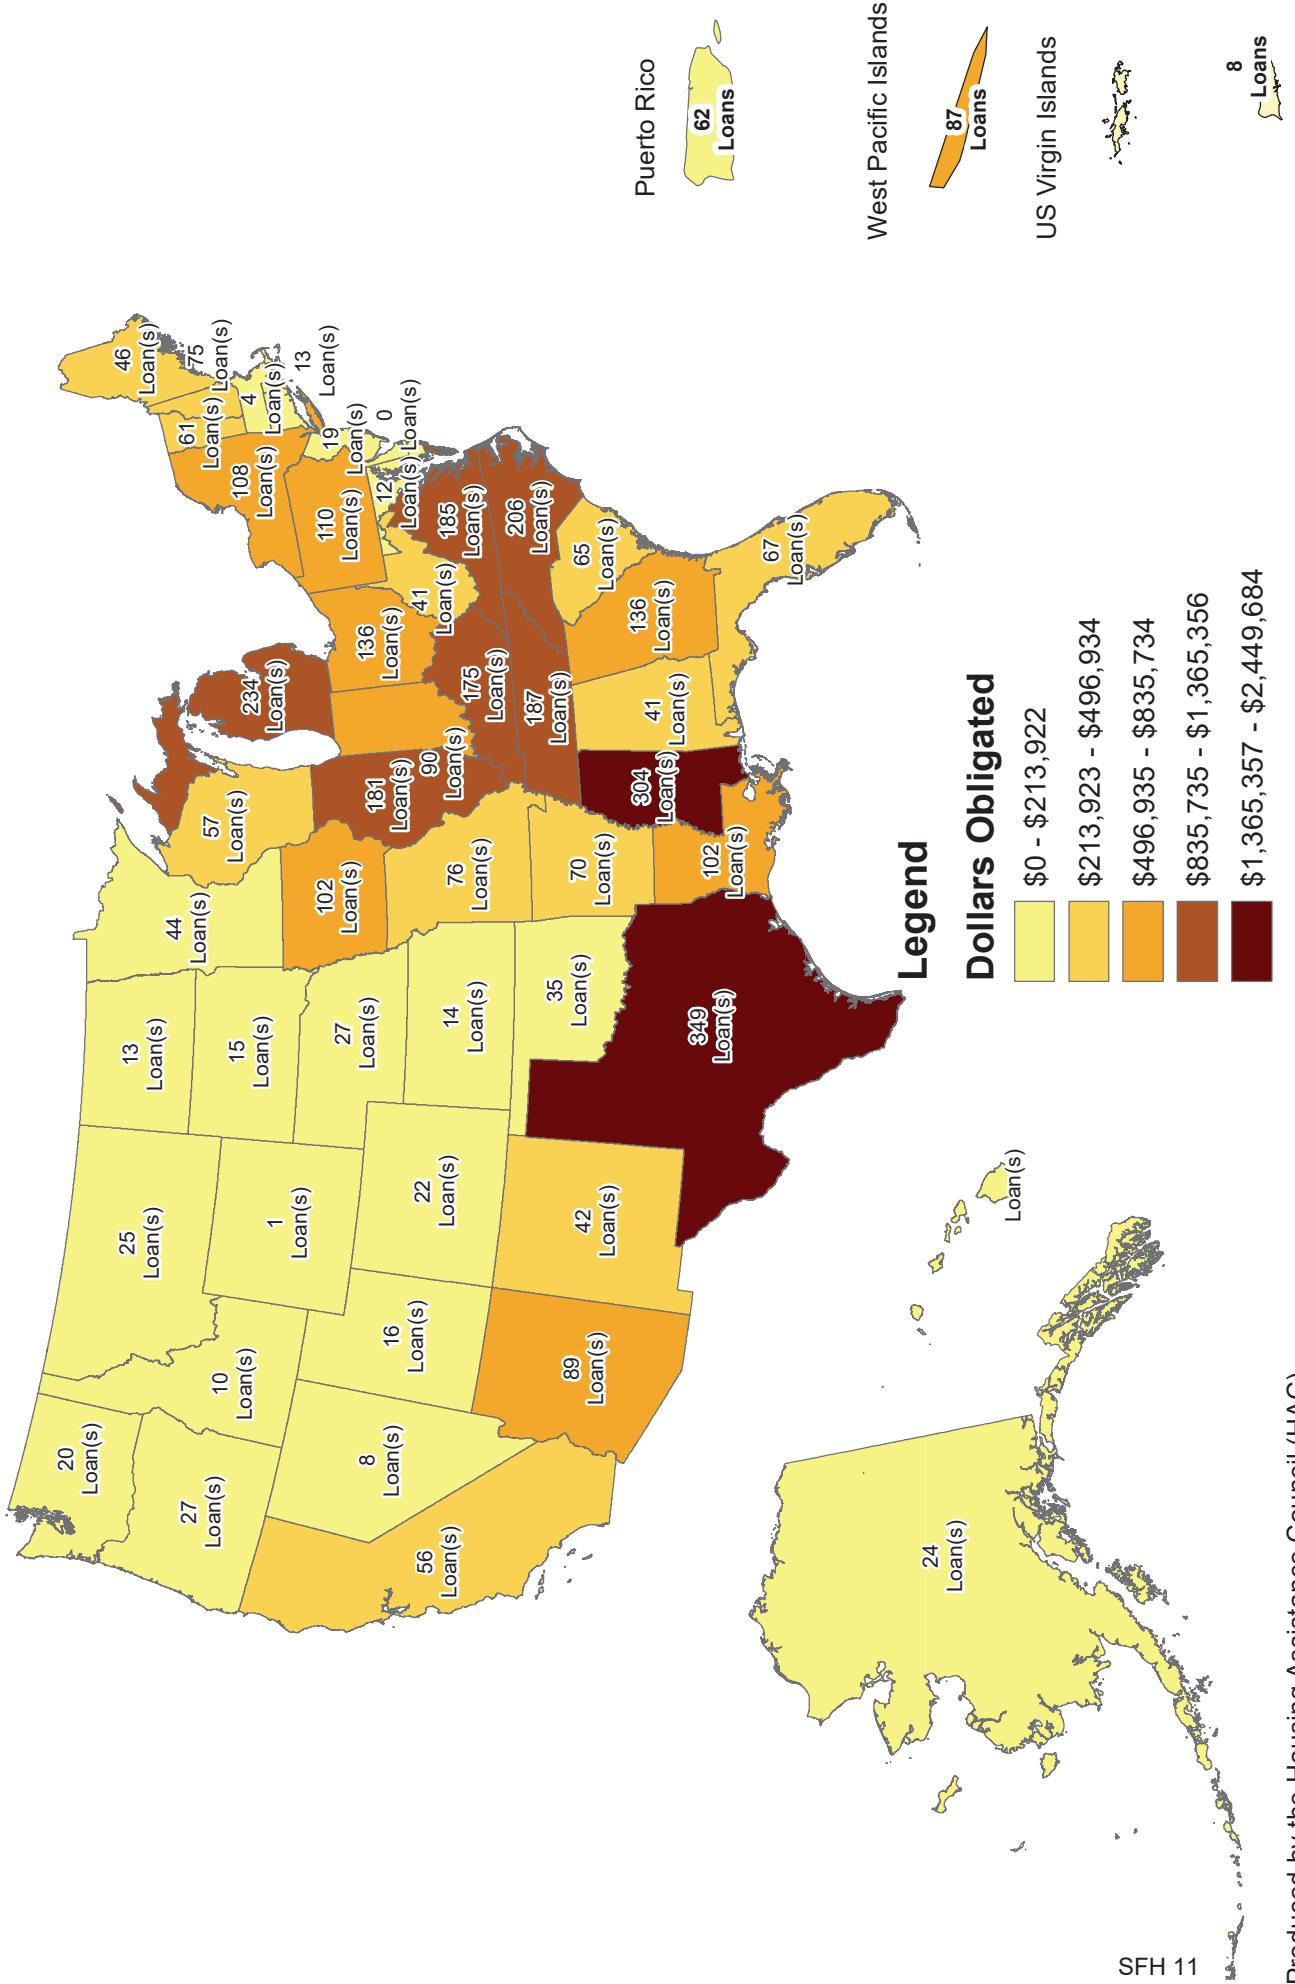 20
Loan(s)
27
Loan(s)
56
Loan(s)
8
Loan(s)
10
Loan(s)
25
Loan(s)
1
Loan(s)
16
Loan(s)
89
Loan(s)
22
Loan(s)
42
Loan(s)
13
Loan(s)
15
Loan(s)
27
Loan(s)
14
Loan(s)
35
Loan(s)
349
Loan(s)
44
Loan(s)
102
Loan(s)
76
Loan(s)
70
Loan(s)
102
Loan(s)
57
Loan(s)
181
Loan(s)
90
Loan(s)
304
Loan(s)
234
Loan(s)
136
Loan(s)
175
Loan(s)
187
Loan(s)
41
Loan(s)
136
Loan(s)
67
Loan(s)
65
Loan(s)
206
Loan(s)
185
Loan(s)
41
Loan(s)
110
Loan(s)
108
Loan(s)
61
Loan(s)
46
Loan(s)
75
Loan(s)
4
Loan(s)
13
Loan(s)
19
Loan(s)
0
Loan(s)
12
Loan(s)
24
Loan(s)
Loan(s)
Legend
Dollars Obligated
$0 - $213,922
$213,923 - $496,934
$496,935 - $835,734
$835,735 - $1,365,356
$1,365,357 - $2,449,684
Puerto Rico
62
Loans
West Pacific Islands
87
Loans
US Virgin Islands
8
Loans
Produced by the Housing Assistance Council (HAC)
SFH 11